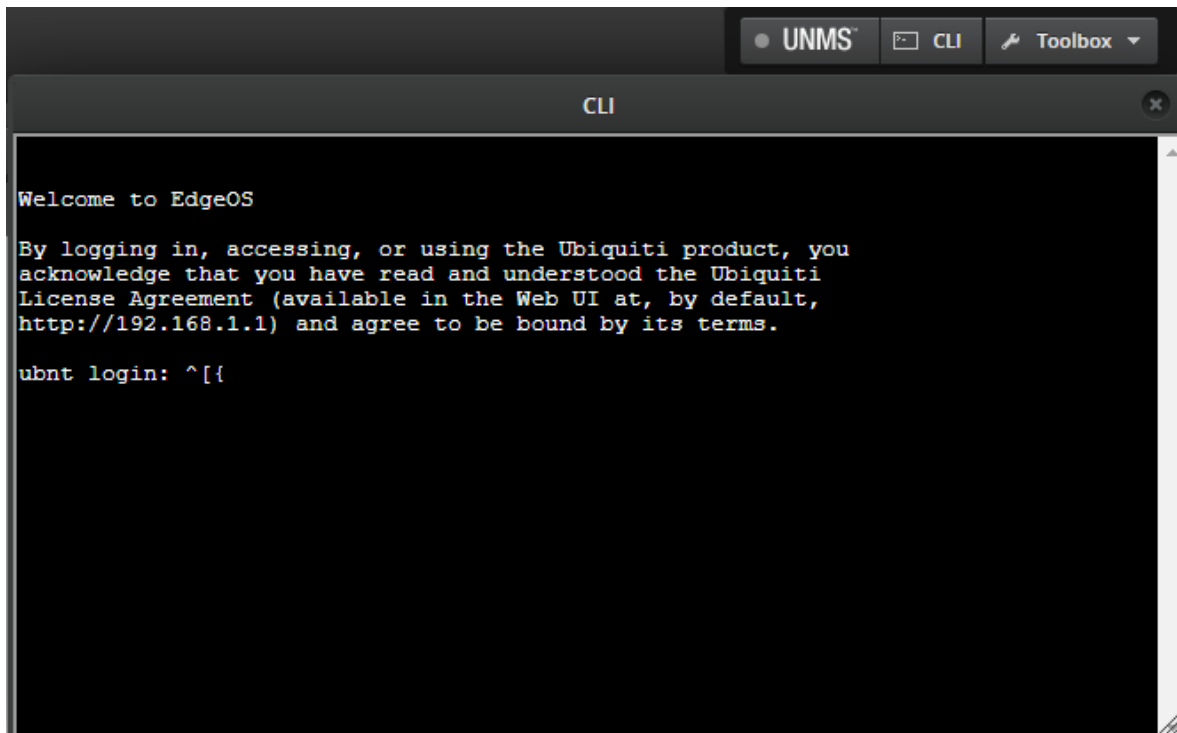 UNMS™ CLI Toolbox
CLI
Welcome to EdgeOS
By logging in, accessing, or using the Ubiquiti product, you
acknowledge that you have read and understood the Ubiquiti
License Agreement (available in the Web UI at, by default,
http://192.168.1.1) and agree to be bound by its terms.
ubnt login: ^[{